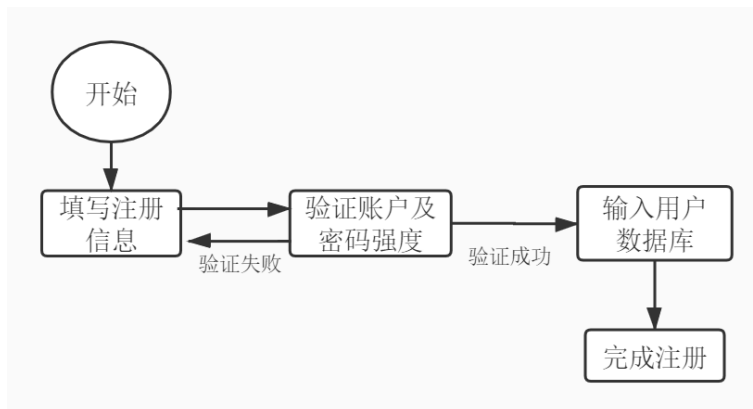 开始
填写注册
信息
验证账户及
密码强度
输入用户
数据库
验证失败
验证成功
完成注册